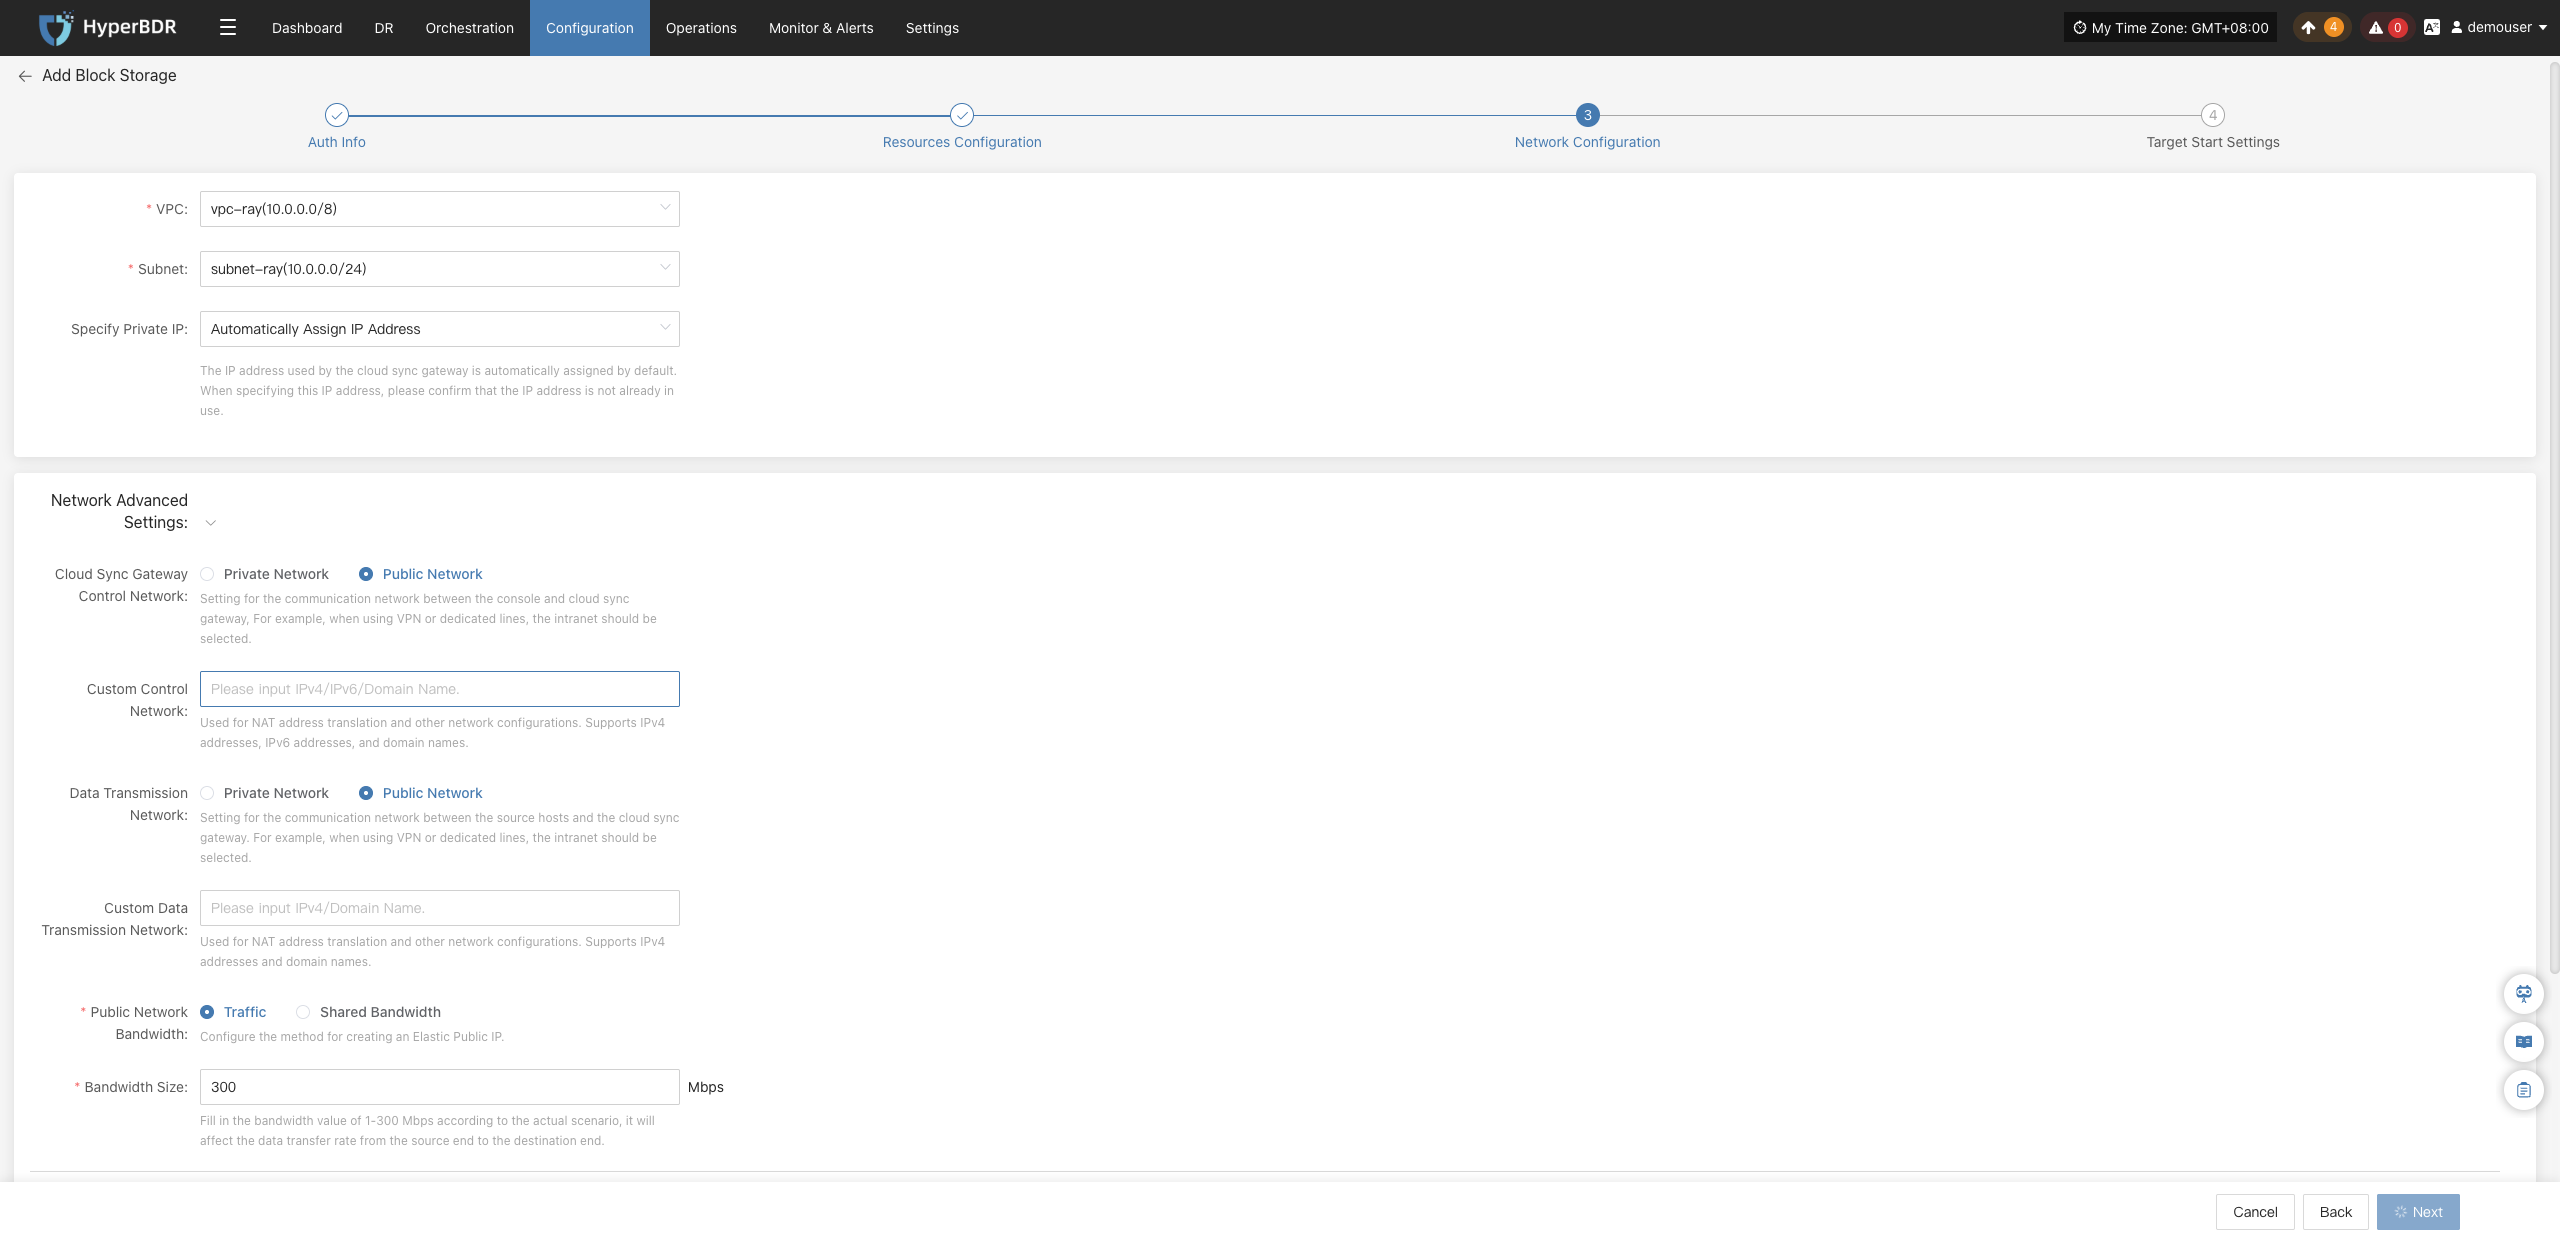 HyperBDR
Dashboard
DR
Orchestration
Configuration
Operations
Monitor & Alerts
Settings
My Time Zone: GMT+08:00
4
0
demouser
Add Block Storage
Auth Info
Resources Configuration
3
Network Configuration
4
Target Start Settings
* VPC:
vpc-ray(10.0.0.0/8)
* Subnet:
subnet-ray(10.0.0.0/24)
Specify Private IP:
Automatically Assign IP Address
The IP address used by the cloud sync gateway is automatically assigned by default.
When specifying this IP address, please confirm that the IP address is not already in
use.
Network Advanced
Settings:
Cloud Sync Gateway
Control Network:
Private Network
Public Network
Setting for the communication network between the console and cloud sync
gateway, For example, when using VPN or dedicated lines, the intranet should be
selected.
Custom Control
Network:
Please input IPv4/IPv6/Domain Name.
Used for NAT address translation and other network configurations. Supports IPv4
addresses, IPv6 addresses, and domain names.
Data Transmission
Network:
Private Network
Public Network
Setting for the communication network between the source hosts and the cloud sync
gateway. For example, when using VPN or dedicated lines, the intranet should be
selected.
Custom Data
Transmission Network:
Please input IPv4/Domain Name.
Used for NAT address translation and other network configurations. Supports IPv4
addresses and domain names.
* Public Network
Bandwidth:
Traffic
Shared Bandwidth
Configure the method for creating an Elastic Public IP.
* Bandwidth Size:
300
Mbps
Fill in the bandwidth value of 1-300 Mbps according to the actual scenario, it will
affect the data transfer rate from the source end to the destination end.
Cancel
Back
Next